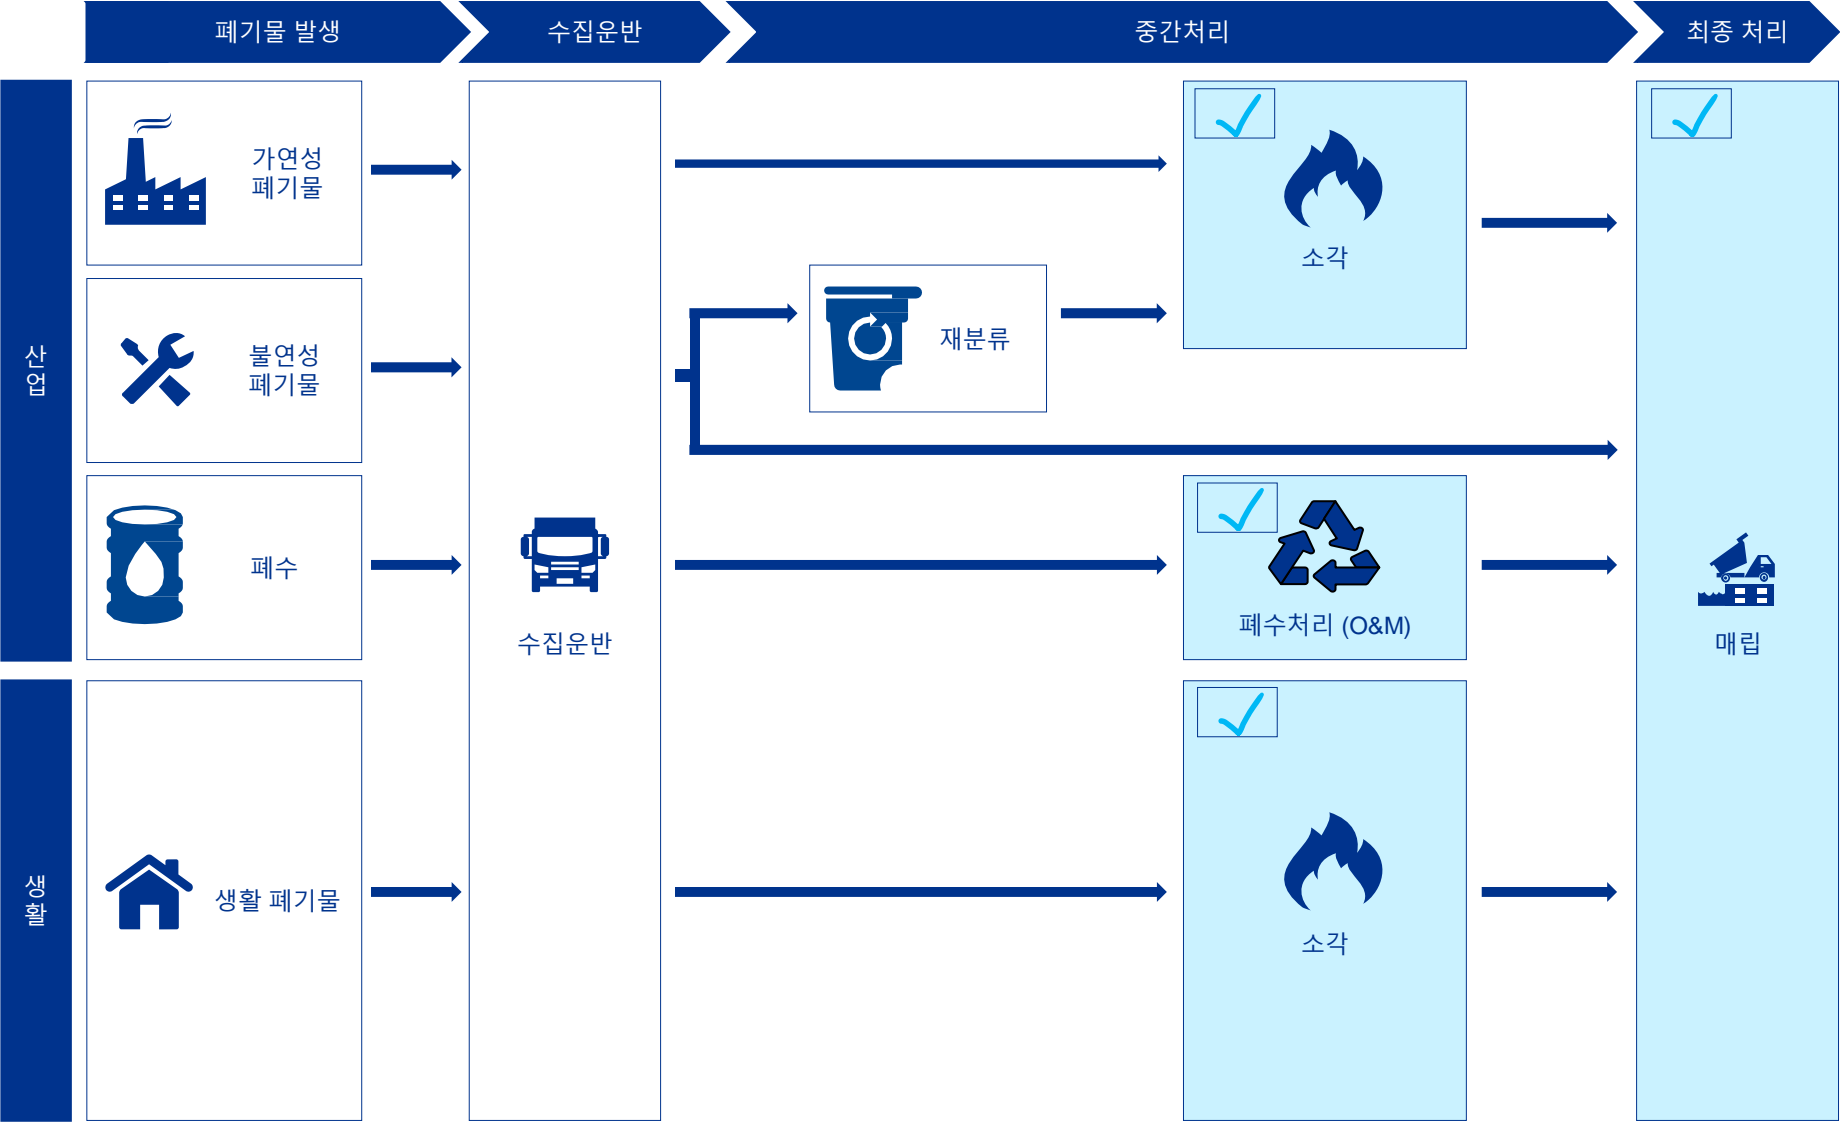 폐기물 발생
수집운반
중간처리
최종 처리
산
업
가연성
폐기물
불연성
폐기물
폐수
수집운반
재분류
소각
폐수처리 (O&M)
매립
생
활
생활 폐기물
소각